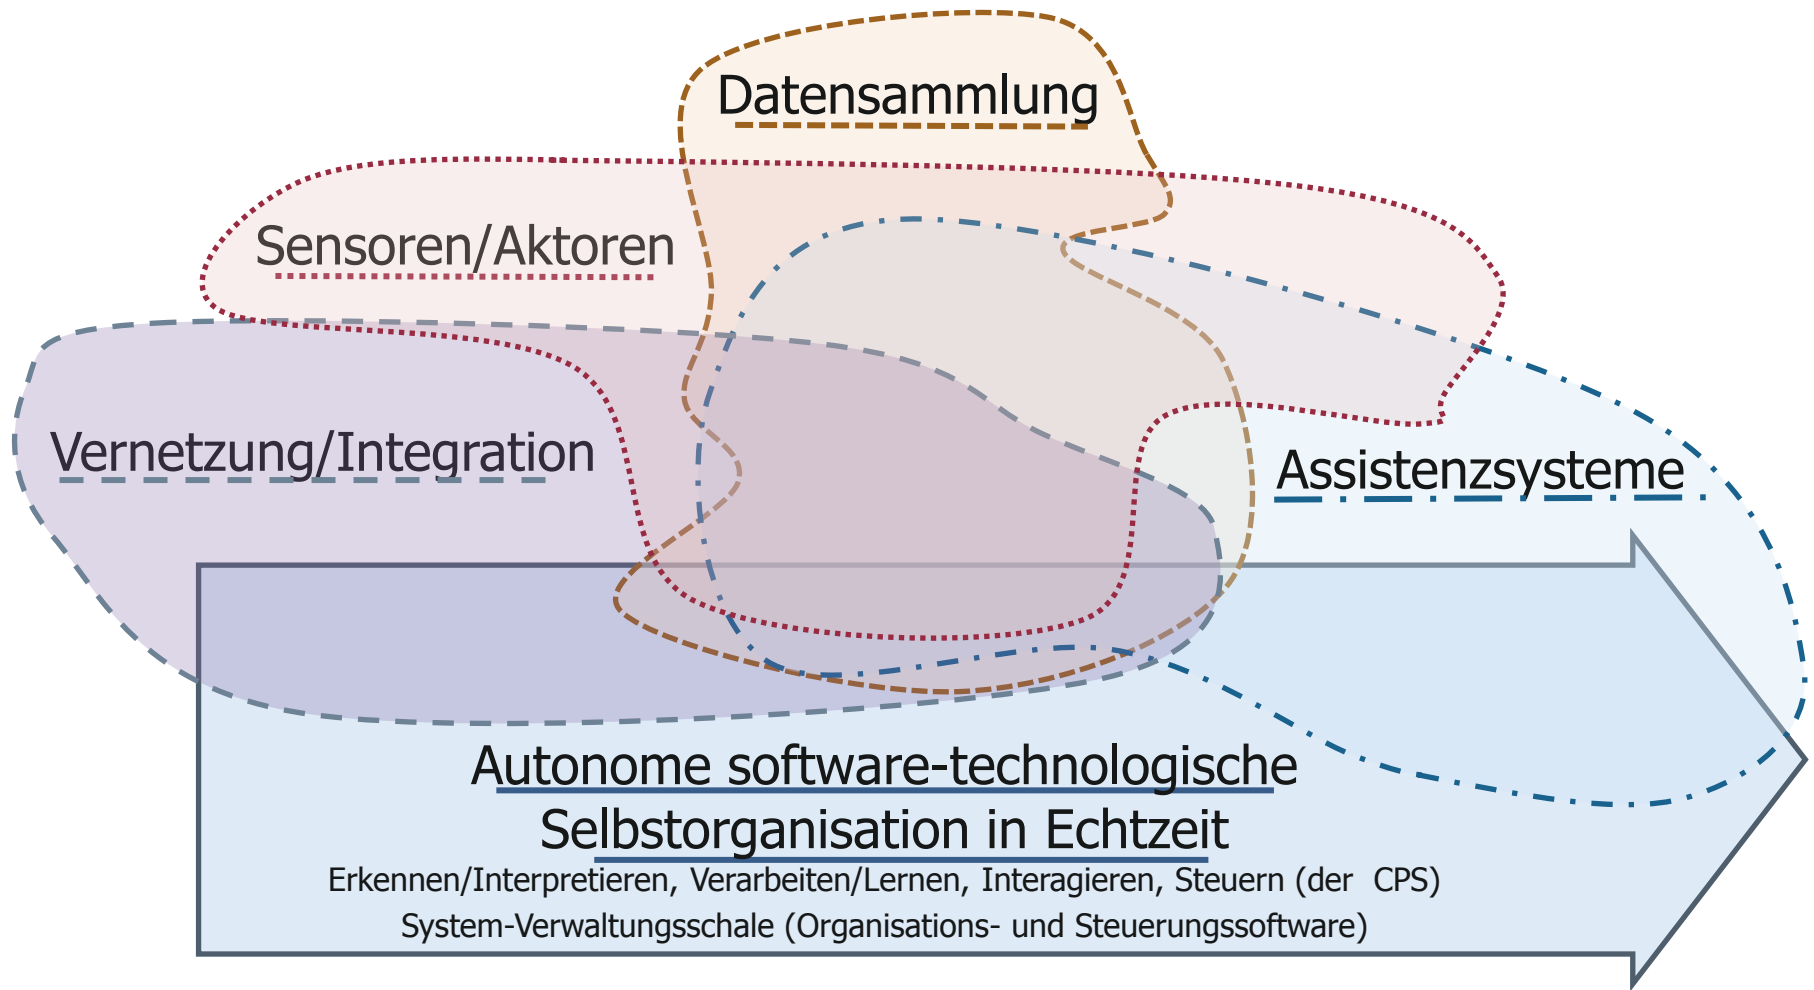 Datensammlung
Sensoren/Aktoren
Vernetzung/Integration
Assistenzsysteme
Autonome software-technologische
Selbstorganisation in Echtzeit
Erkennen/Interpretieren, Verarbeiten/Lernen, Interagieren, Steuern (der  CPS)
System-Verwaltungsschale (Organisations- und Steuerungssoftware)